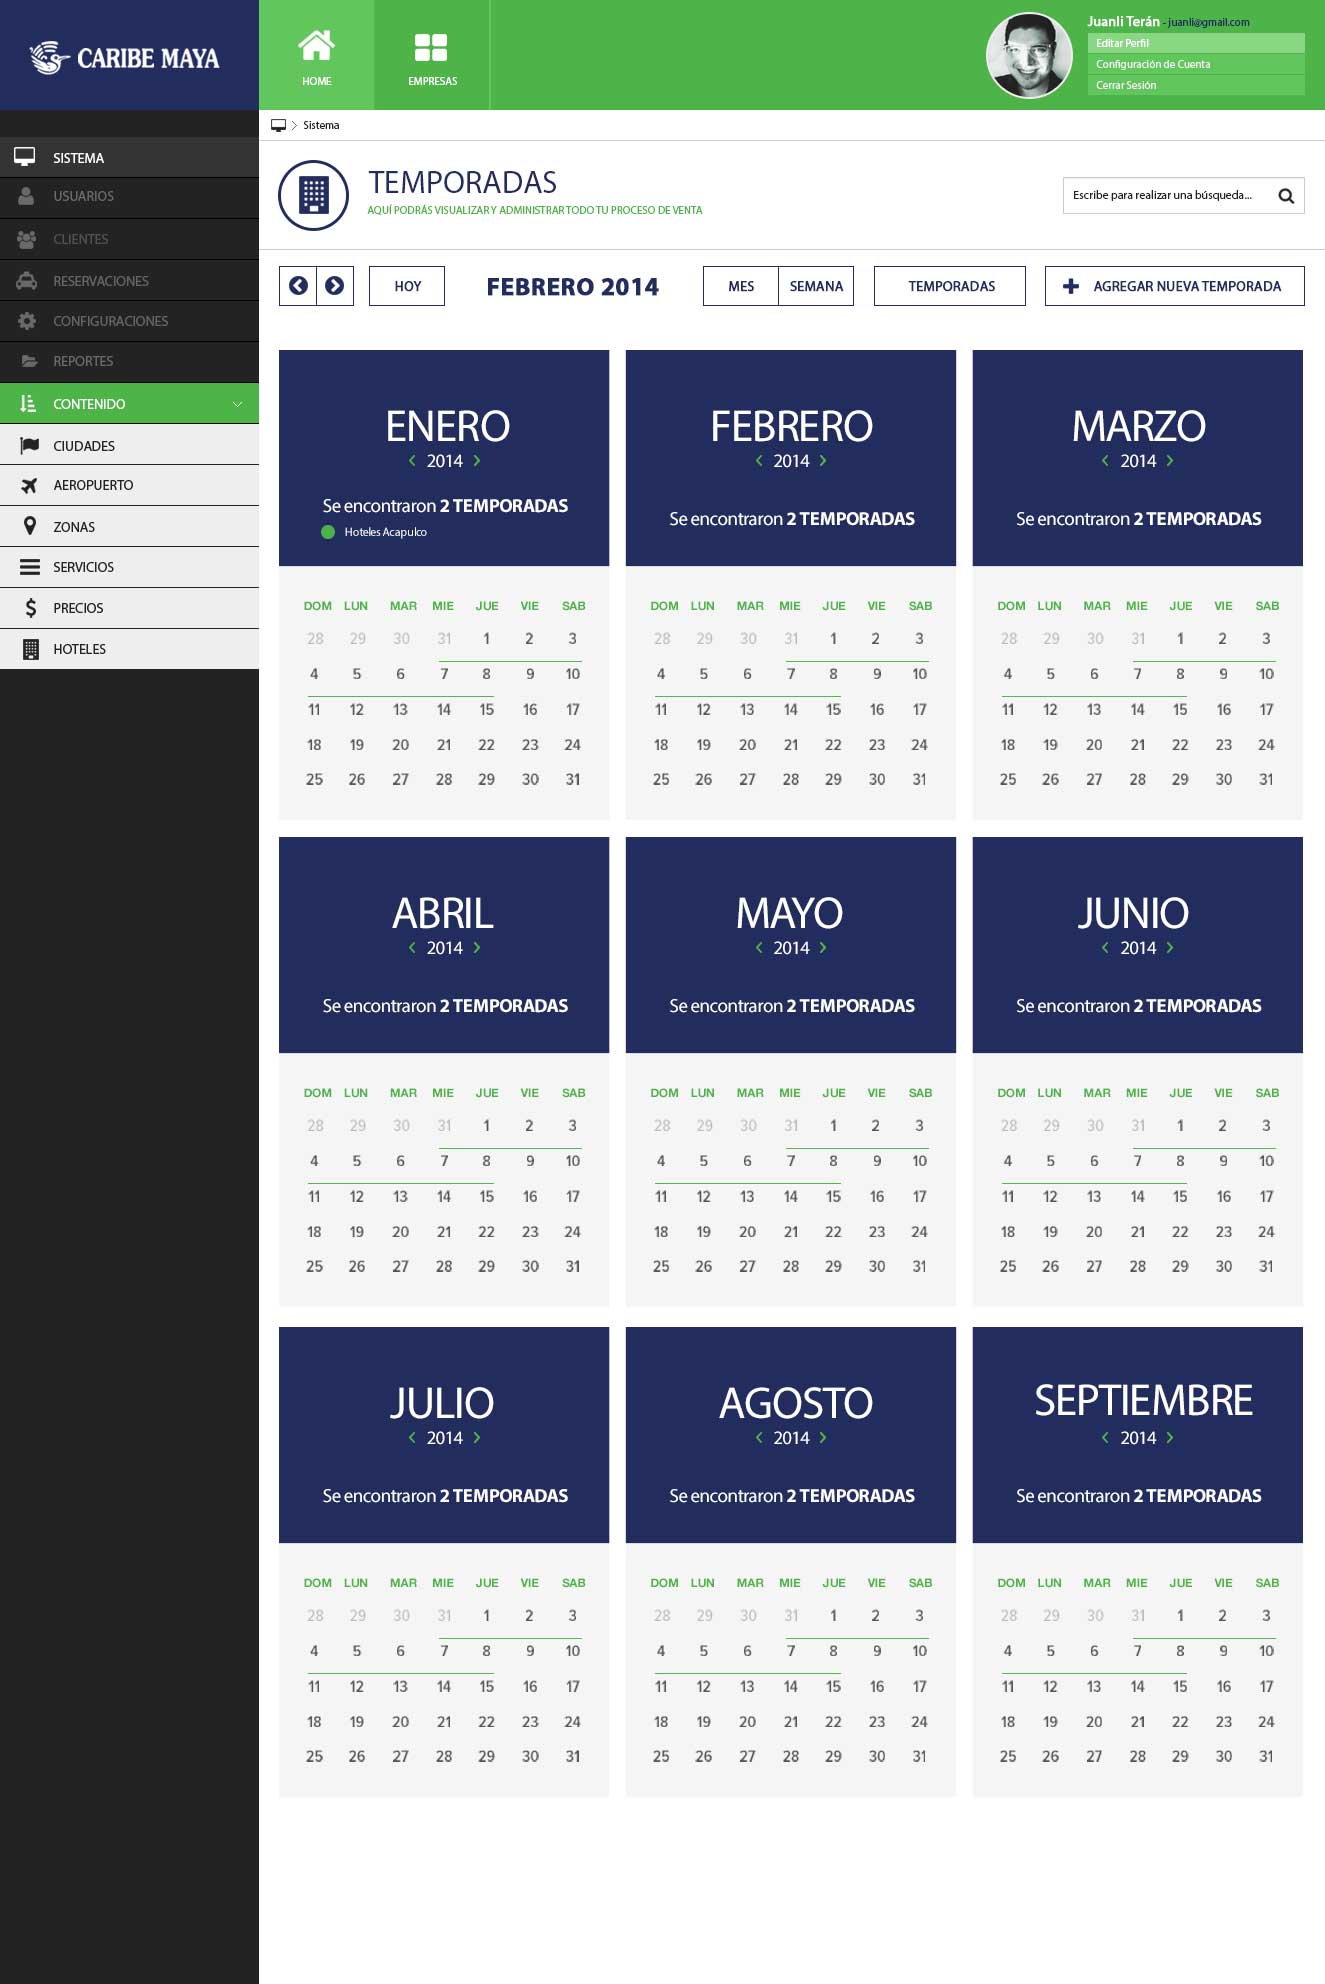 CARIBE MAYA
HOME
EMPRESAS
Juanli Terán - juanli@gmail.com
Editar Perfil
Configuración de Cuenta
Cerrar Sesión
Sistema
SISTEMA
USUARIOS
CLIENTES
RESERVACIONES
CONFIGURACIONES
REPORTES
CONTENIDO
CIUDADES
AEROPUERTO
ZONAS
SERVICIOS
PRECIOS
HOTELES
TEMPORADAS
AQUÍ PODRÁS VISUALIZAR Y ADMINISTRAR TODO TU PROCESO DE VENTA
Escribe para realizar una búsqueda...
HOY
FEBRERO 2014
MES
SEMANA
TEMPORADAS
AGREGAR NUEVA TEMPORADA
ENERO
2014
Se encontraron 2 TEMPORADAS
Hoteles Acapulco
DOM LUN MAR MIE JUE VIE SAB
28 29 30 31 1 2 3
4 5 6 7 8 9 10
11 12 13 14 15 16 17
18 19 20 21 22 23 24
25 26 27 28 29 30 31
FEBRERO
2014
Se encontraron 2 TEMPORADAS
DOM LUN MAR MIE JUE VIE SAB
28 29 30 31 1 2 3
4 5 6 7 8 9 10
11 12 13 14 15 16 17
18 19 20 21 22 23 24
25 26 27 28 29 30 31
MARZO
2014
Se encontraron 2 TEMPORADAS
DOM LUN MAR MIE JUE VIE SAB
28 29 30 31 1 2 3
4 5 6 7 8 9 10
11 12 13 14 15 16 17
18 19 20 21 22 23 24
25 26 27 28 29 30 31
ABRIL
2014
Se encontraron 2 TEMPORADAS
DOM LUN MAR MIE JUE VIE SAB
28 29 30 31 1 2 3
4 5 6 7 8 9 10
11 12 13 14 15 16 17
18 19 20 21 22 23 24
25 26 27 28 29 30 31
MAYO
2014
Se encontraron 2 TEMPORADAS
DOM LUN MAR MIE JUE VIE SAB
28 29 30 31 1 2 3
4 5 6 7 8 9 10
11 12 13 14 15 16 17
18 19 20 21 22 23 24
25 26 27 28 29 30 31
JUNIO
2014
Se encontraron 2 TEMPORADAS
DOM LUN MAR MIE JUE VIE SAB
28 29 30 31 1 2 3
4 5 6 7 8 9 10
11 12 13 14 15 16 17
18 19 20 21 22 23 24
25 26 27 28 29 30 31
JULIO
2014
Se encontraron 2 TEMPORADAS
DOM LUN MAR MIE JUE VIE SAB
28 29 30 31 1 2 3
4 5 6 7 8 9 10
11 12 13 14 15 16 17
18 19 20 21 22 23 24
25 26 27 28 29 30 31
AGOSTO
2014
Se encontraron 2 TEMPORADAS
DOM LUN MAR MIE JUE VIE SAB
28 29 30 31 1 2 3
4 5 6 7 8 9 10
11 12 13 14 15 16 17
18 19 20 21 22 23 24
25 26 27 28 29 30 31
SEPTIEMBRE
2014
Se encontraron 2 TEMPORADAS
DOM LUN MAR MIE JUE VIE SAB
28 29 30 31 1 2 3
4 5 6 7 8 9 10
11 12 13 14 15 16 17
18 19 20 21 22 23 24
25 26 27 28 29 30 31